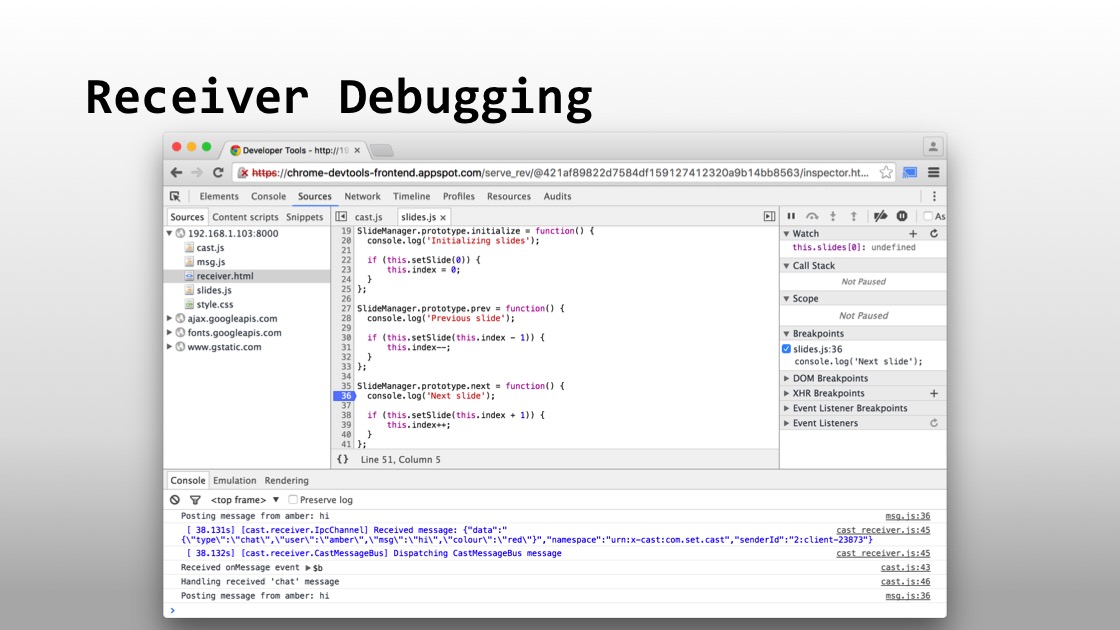 Receiver Debugging
Developer Tools - http://19
https://chrome-devtools-frontend.appspot.com/serve_rev/@421af89822d7584df159127412320a9b14bb8563/inspector.ht...
Elements Console Sources Network Timeline Profiles Resources Audits
Sources Content scripts Snippets
192.168.1.103:8000
cast.js
msg.js
receiver.html
slides.js
style.css
ajax.googleapis.com
fonts.googleapis.com
www.gstatic.com
cast.js slides.js
19 SlideManager.prototype.initialize = function() {
20 console.log('Initializing slides');
21
22 if (this.setSlide(0)) {
23 this.index = 0;
24 }
25 };
26
27 SlideManager.prototype.prev = function() {
28 console.log('Previous slide');
29
30 if (this.setSlide(this.index - 1)) {
31 this.index--;
32 }
33 };
34
35 SlideManager.prototype.next = function() {
36 console.log('Next slide');
37
38 if (this.setSlide(this.index + 1)) {
39 this.index++;
40 }
41 };
{} Line 51, Column 5
As
Watch
this.slides[0]: undefined
Call Stack
Not Paused
Scope
Not Paused
Breakpoints
slides.js:36
console.log('Next slide');
DOM Breakpoints
XHR Breakpoints
Event Listener Breakpoints
Event Listeners
Console Emulation Rendering
<top frame> Preserve log
Posting message from amber: hi msg.js:36
[ 38.131s] [cast.receiver.IpcChannel] Received message: {"data":" cast_receiver.js:45
{\"type\":\"chat\",\"user\":\"amber\",\"msg\":\"hi\",\"colour\":\"red\"}","namespace":"urn:x-cast:com.set.cast","senderId":"2:client-23873"}
[ 38.132s] [cast.receiver.CastMessageBus] Dispatching CastMessageBus message cast_receiver.js:45
Received onMessage event $b cast.js:43
Handling received 'chat' message cast.js:46
Posting message from amber: hi msg.js:36
>